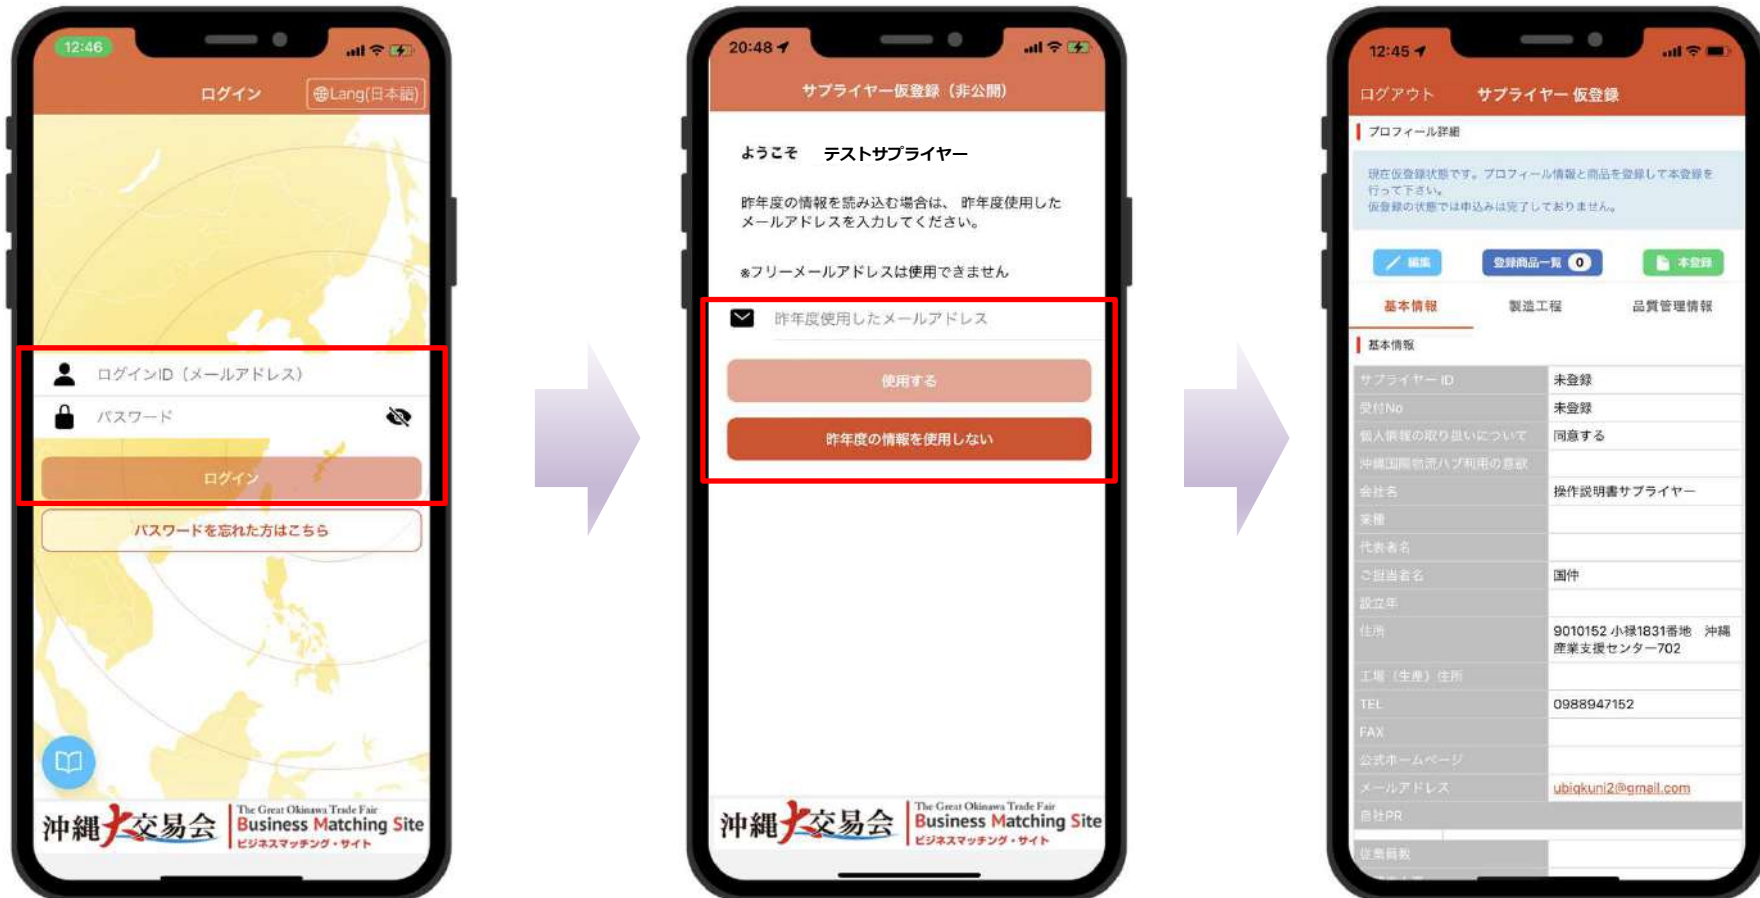 12:46
ログイン
Lang(日本語)
ログインID（メールアドレス）
パスワード
ログイン
パスワードを忘れた方はこちら
沖縄大交易会
The Great Okinawa Trade Fair
Business Matching Site
ビジネスマッチング・サイト
20:48
サプライヤー仮登録（非公開）
ようこそ テストサプライヤー
昨年度の情報を読み込む場合は、 昨年度使用した
メールアドレスを入力してください。
※フリーメールアドレスは使用できません
昨年度使用したメールアドレス
使用する
昨年度の情報を使用しない
沖縄大交易会
The Great Okinawa Trade Fair
Business Matching Site
ビジネスマッチング・サイト
12:45
ログアウト サプライヤー 仮登録
プロフィール詳細
現在仮登録状態です。プロフィール情報と商品を登録して本登録を
行って下さい。
仮登録の状態では申込みは完了しておりません。
編集 登録商品一覧 0 本登録
基本情報 製造工程 品質管理情報
基本情報
サプライヤー ID 未登録
受付No 未登録
個人情報の取り扱いについて 同意する
沖縄国際物流ハブ利用の意欲
会社名 操作説明書サプライヤー
業種
代表者名
ご担当者名 国仲
設立年
住所 9010152 小禄1831番地 沖縄
産業支援センター702
工場（生産）住所
TEL 0988947152
FAX
公式ホームページ
メールアドレス ubiqkuni2@gmail.com
自社PR
従業員数